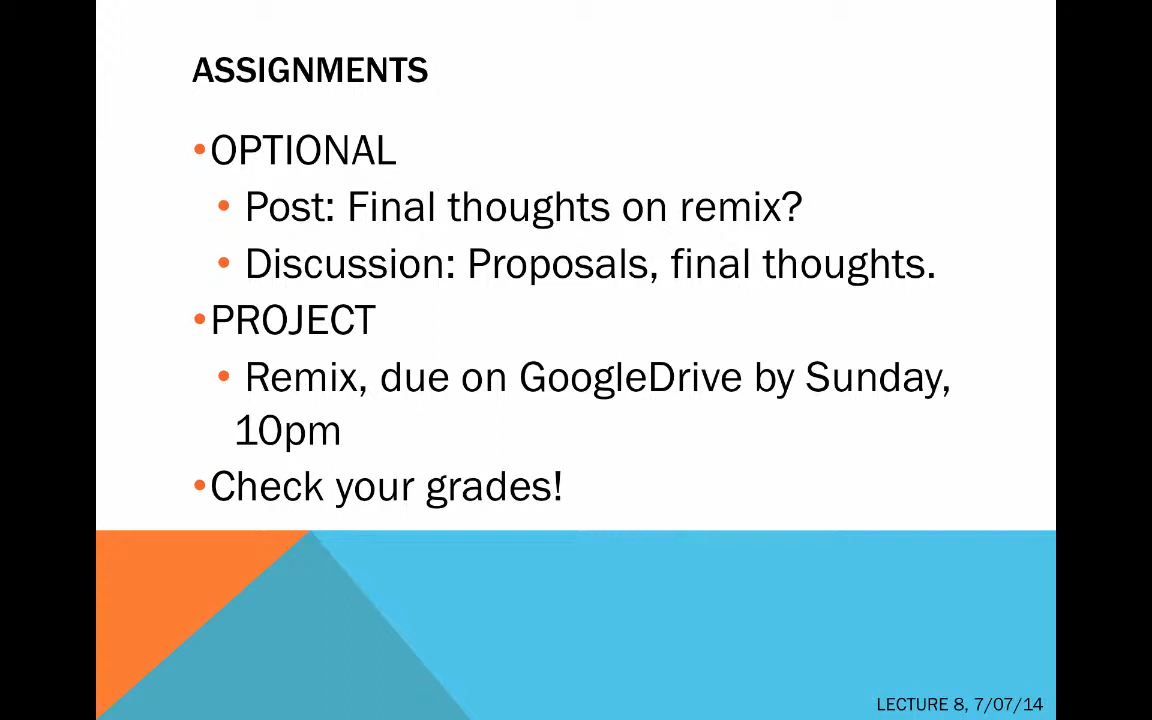 ASSIGNMENTS
•OPTIONAL
• Post: Final thoughts on remix?
• Discussion: Proposals, final thoughts.
•PROJECT
• Remix, due on GoogleDrive by Sunday,
10pm
•Check your grades!
LECTURE 8, 7/07/14